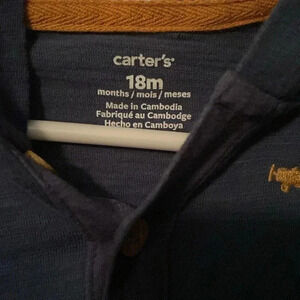 carter's®
18m
months / mois / meses
Made in Cambodia
Fabriqué au Cambodge
Hecho en Camboya